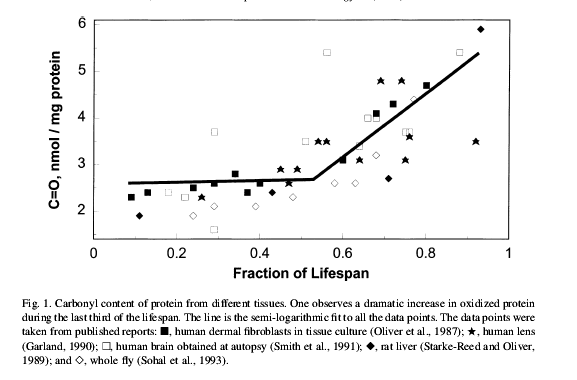 6
5
4
3
2
C=O, nmol / mg protein
0 0.2 0.4 0.6 0.8 1
Fraction of Lifespan
Fig. 1. Carbonyl content of protein from different tissues. One observes a dramatic increase in oxidized protein
during the last third of the lifespan. The line is the semi-logarithmic fit to all the data points. The data points were
taken from published reports: ■, human dermal fibroblasts in tissue culture (Oliver et al., 1987); ★, human lens
(Garland, 1990); □, human brain obtained at autopsy (Smith et al., 1991); ◆, rat liver (Starke-Reed and Oliver,
1989); and ◇, whole fly (Sohal et al., 1993).